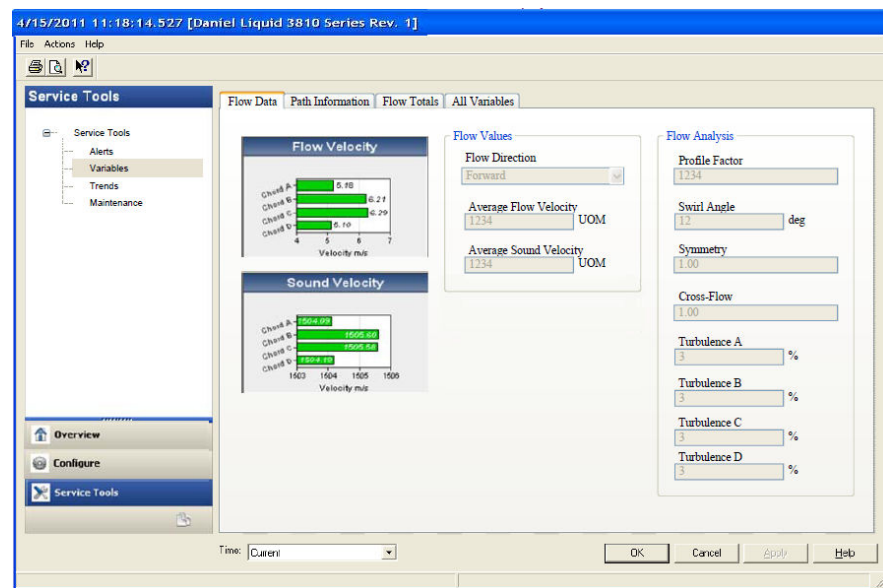 4/15/2011 11:18:14.527 [Daniel Liquid 3810 Series Rev. 1]
File Actions Help
Service Tools
Service Tools
Alerts
Variables
Trends
Maintenance
Overview
Configure
Service Tools
Flow Data Path Information Flow Totals All Variables
Flow Velocity
Chord A 5.18
Chord B 6.21
Chord C 6.29
Chord D 5.10
4 5 6 7
Velocity m/s
Sound Velocity
Chord A 1504.09
Chord B 1505.60
Chord C 1505.58
Chord D 1504.10
1503 1504 1505 1506
Velocity m/s
Flow Values
Flow Direction
Forward
Average Flow Velocity
1234 UOM
Average Sound Velocity
1234 UOM
Flow Analysis
Profile Factor
1234
Swirl Angle
12 deg
Symmetry
1.00
Cross-Flow
1.00
Turbulence A
3 %
Turbulence B
3 %
Turbulence C
3 %
Turbulence D
3 %
Time: Current
OK Cancel Apply Help